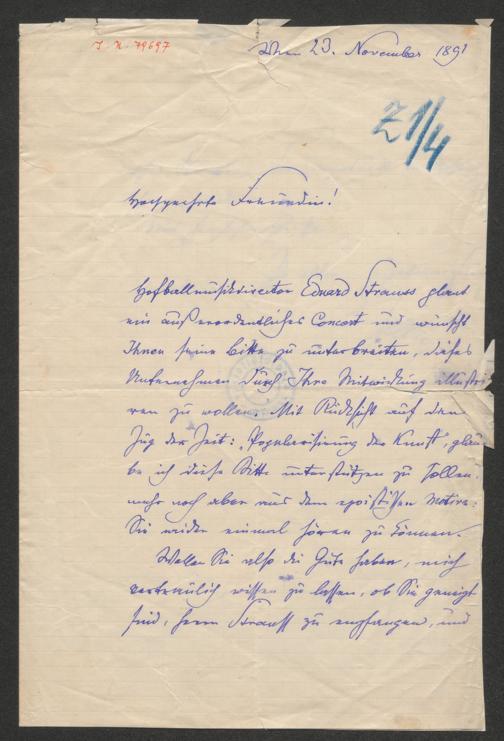 I. N. 79697
Wien 23. November 1891
Z 1/4
Hochgeehrte Freundin!
Hofballmusikdirector Eduard Strauss plant
ein außerordentliches Concert und wünscht
Ihnen seine Bitte zu unterbreiten, dieses
Unternehmen durch Ihre Mitwirkung illustri
ren zu wollen. Mit Rücksicht auf den
Zug der Zeit: „Popularisirung der Kunst“, glau
be ich diese Bitte unterstützen zu sollen,
mehr noch aber aus dem egoistischen Motive:
Sie wieder einmal hören zu können.
Wollen Sie also die Güte haben, mich
vertraulich wissen zu lassen, ob Sie geneigt
sind, Herrn Strauss zu empfangen, und